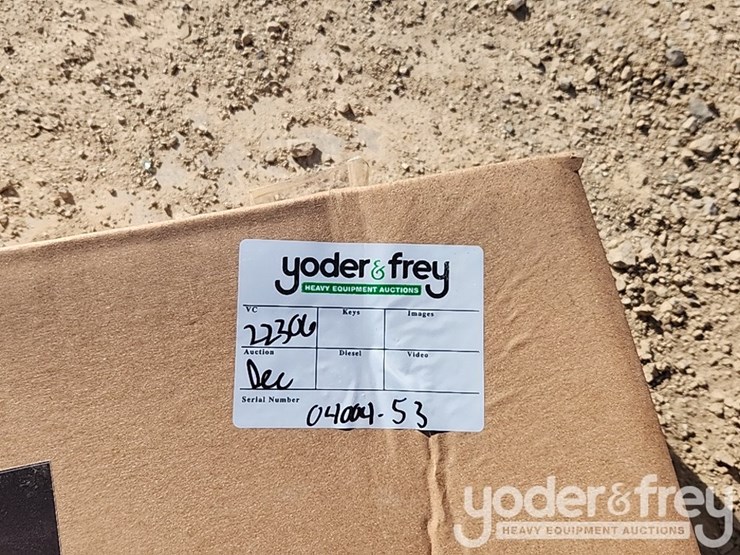 yoder&frey
HEAVY EQUIPMENT AUCTIONS
VC Keys Images
22306
Auction Diesel Video
Dec
Serial Number
04004-53
yoder&frey
HEAVY EQUIPMENT AUCTIONS